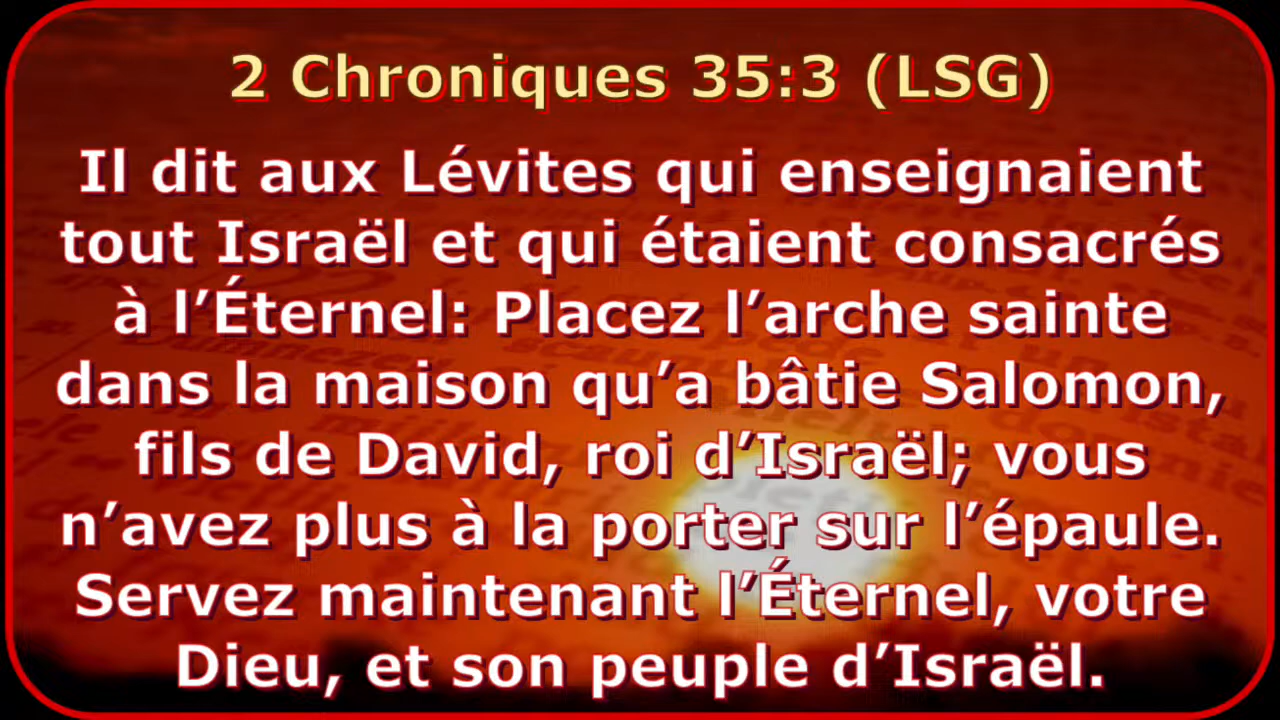 2 Chroniques 35:3 (LSG)
Il dit aux Lévites qui enseignaient
tout Israël et qui étaient consacrés
à l’Éternel: Placez l’arche sainte
dans la maison qu’a bâtie Salomon,
fils de David, roi d’Israël; vous
n’avez plus à la porter sur l’épaule.
Servez maintenant l’Éternel, votre
Dieu, et son peuple d’Israël.